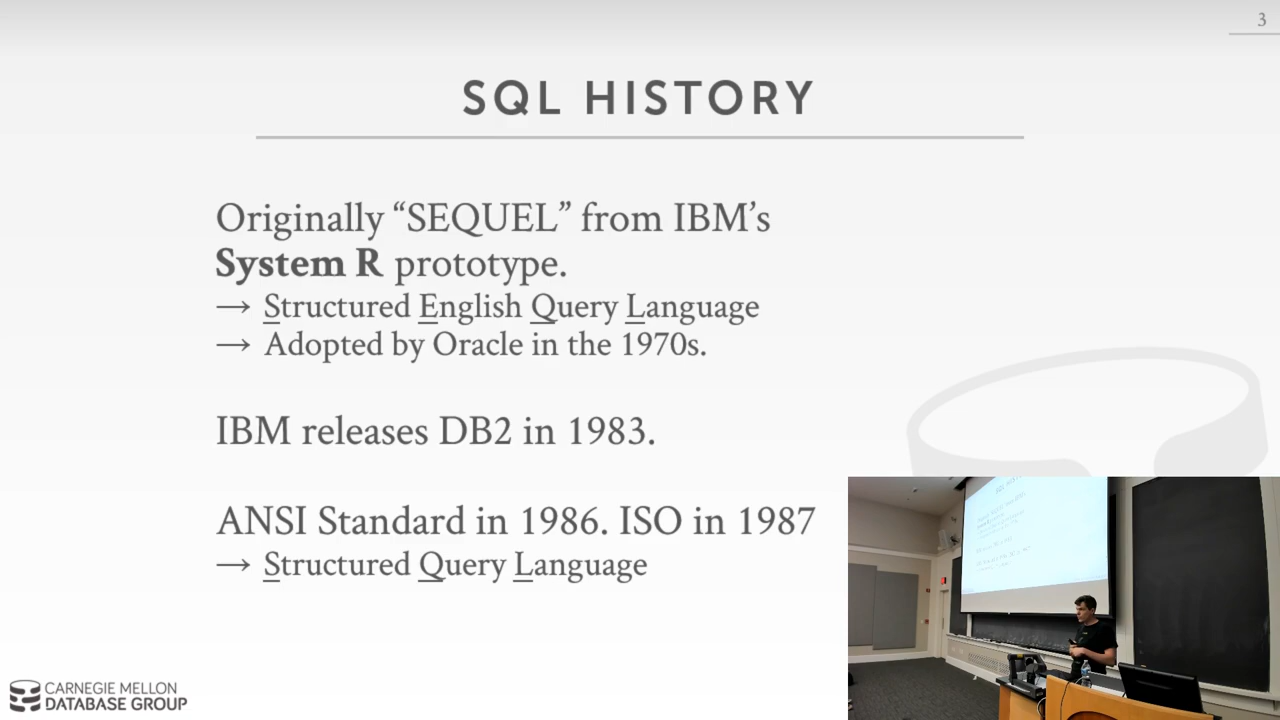 3
SQL HISTORY
Originally “SEQUEL” from IBM’s
System R prototype.
→ Structured English Query Language
→ Adopted by Oracle in the 1970s.
IBM releases DB2 in 1983.
ANSI Standard in 1986. ISO in 1987
→ Structured Query Language
CARNEGIE MELLON
DATABASE GROUP